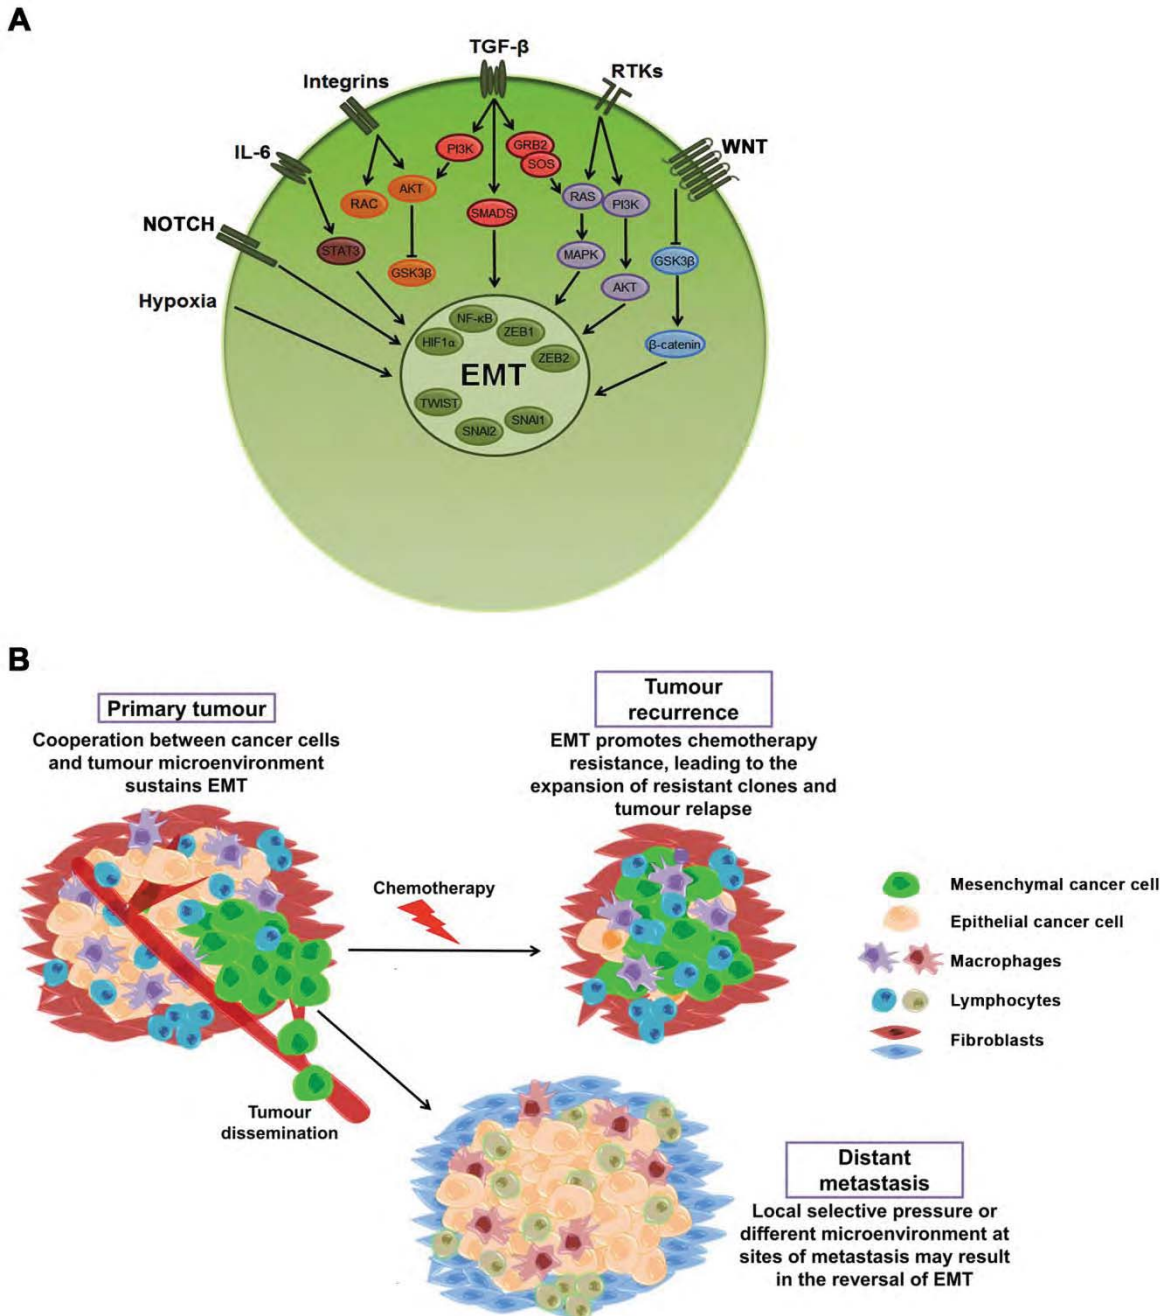 A
TGF-β
Integrins
RTKs
IL-6
WNT
PI3K
GRB2
SOS
RAC
AKT
SMADS
RAS
PI3K
NOTCH
STAT3
GSK3β
MAPK
GSK3β
AKT
Hypoxia
NF-κB
ZEB1
HIF1α
ZEB2
β-catenin
EMT
TWIST
SNAI1
SNAI2
B
Primary tumour
Cooperation between cancer cells
and tumour microenvironment
sustains EMT
Tumour
recurrence
EMT promotes chemotherapy
resistance, leading to the
expansion of resistant clones and
tumour relapse
Chemotherapy
Mesenchymal cancer cell
Epithelial cancer cell
Macrophages
Lymphocytes
Fibroblasts
Tumour
dissemination
Distant
metastasis
Local selective pressure or
different microenvironment at
sites of metastasis may result
in the reversal of EMT